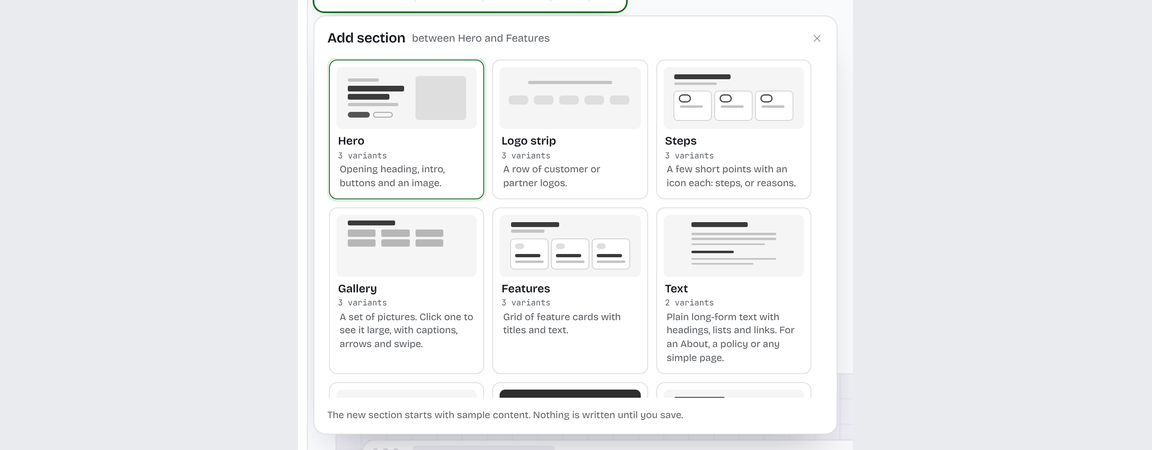 Add section between Hero and Features
Hero
3 variants
Opening heading, intro,
buttons and an image.
Logo strip
3 variants
A row of customer or
partner logos.
Steps
3 variants
A few short points with an
icon each: steps, or reasons.
Gallery
3 variants
A set of pictures. Click one to
see it large, with captions,
arrows and swipe.
Features
3 variants
Grid of feature cards with
titles and text.
Text
2 variants
Plain long-form text with
headings, lists and links. For
an About, a policy or any
simple page.
The new section starts with sample content. Nothing is written until you save.